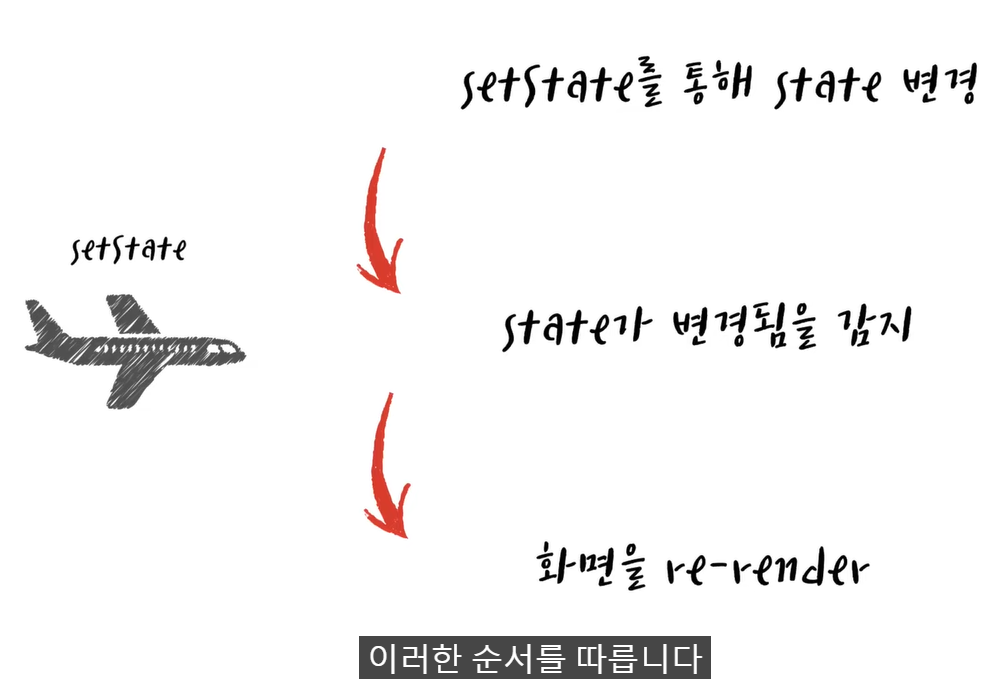 setState를 통해 state 변경
setState
state가 변경됨을 감지
화면을 re-render
이러한 순서를 따릅니다